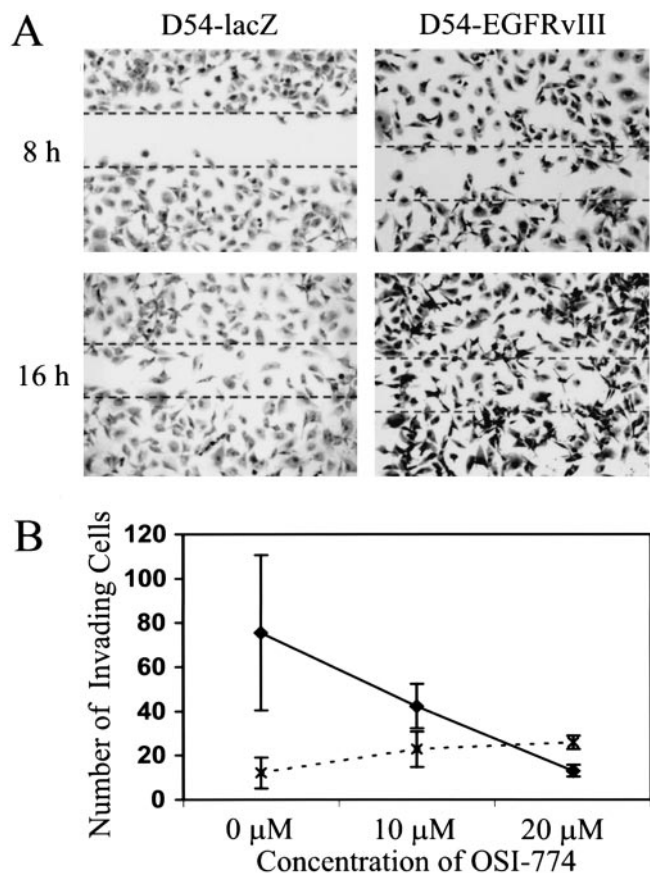 A
D54-lacZ D54-EGFRvIII
8 h
16 h
B
Number of Invading Cells
120
100
80
60
40
20
0
0 μM 10 μM 20 μM
Concentration of OSI-774